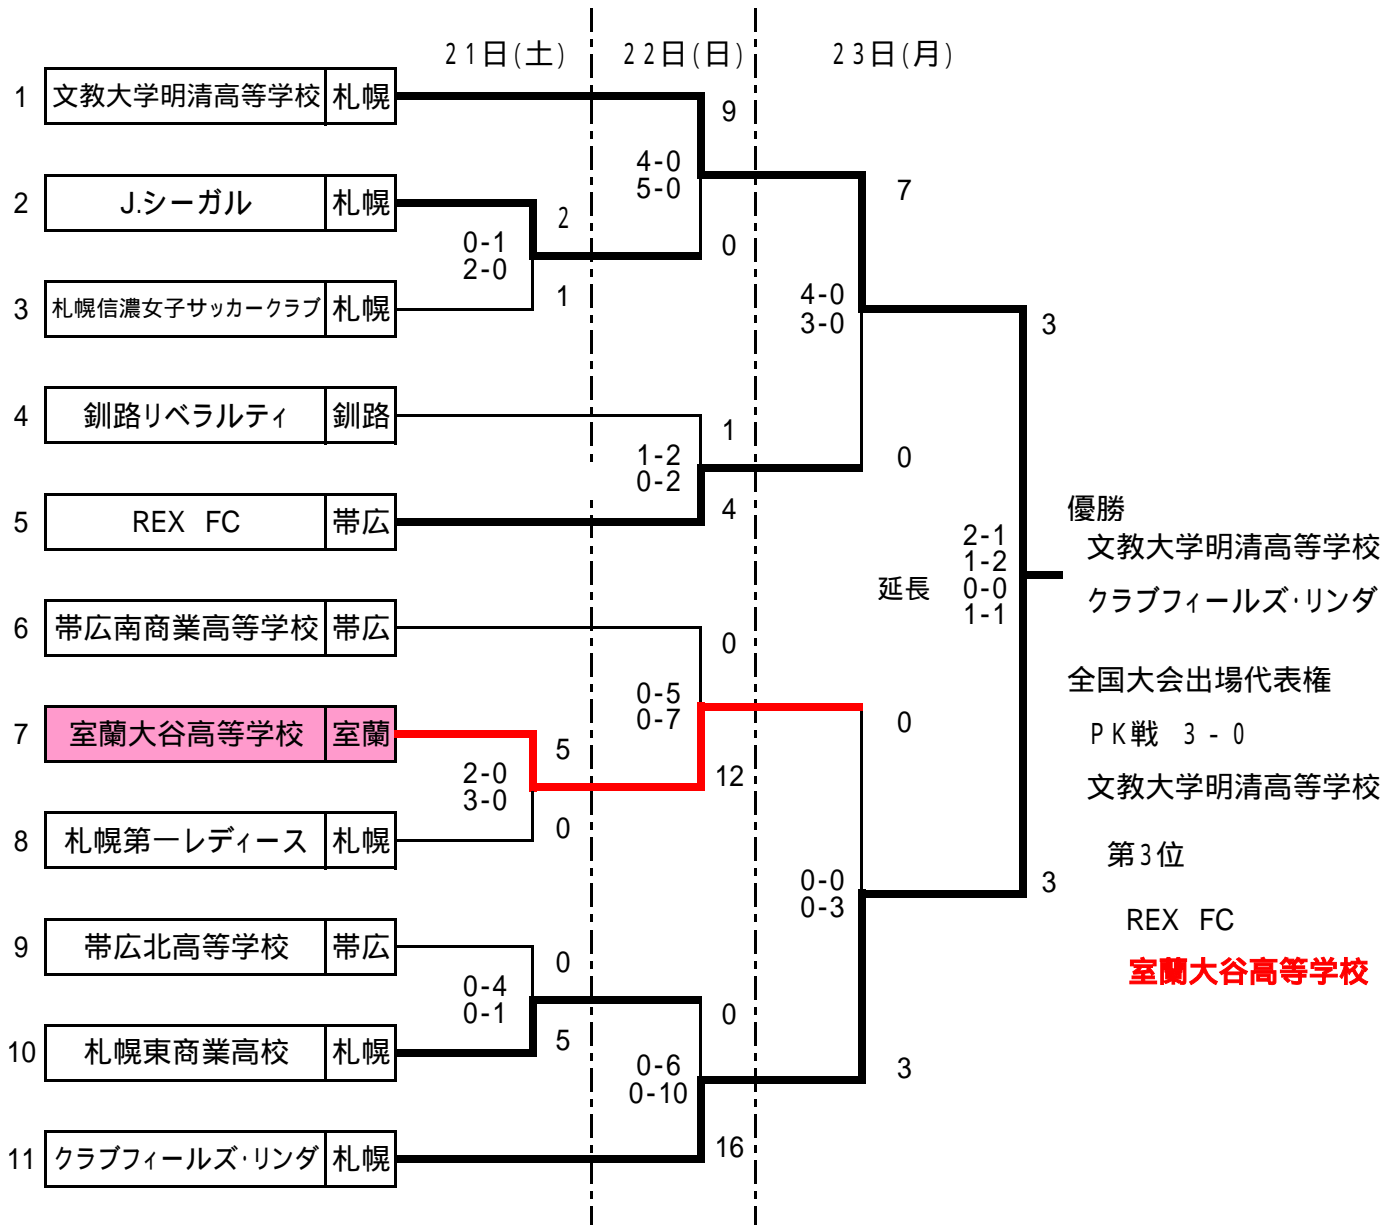 21日(土) 22日(日) 23日(月)
1 文教大学明清高等学校 札幌
9
4-0
5-0
7
2 J.シーガル 札幌
2
0-1
2-0
0
1
3 札幌信濃女子サッカークラブ 札幌
4-0
3-0
3
4 釧路リベラルティ 釧路
1
1-2
0-2
0
4
5 REX FC 帯広
優勝
文教大学明清高等学校
クラブフィールズ・リンダ
延長
2-1
1-2
0-0
1-1
6 帯広南商業高等学校 帯広
0
0-5
0-7
0
全国大会出場代表権
PK戦 3-0
文教大学明清高等学校
7 室蘭大谷高等学校 室蘭
5
2-0
3-0
12
0
8 札幌第一レディース 札幌
第3位
REX FC
室蘭大谷高等学校
0-0
0-3
3
9 帯広北高等学校 帯広
0
0-4
0-1
0
5
10 札幌東商業高校 札幌
0-6
0-10
3
16
11 クラブフィールズ・リンダ 札幌